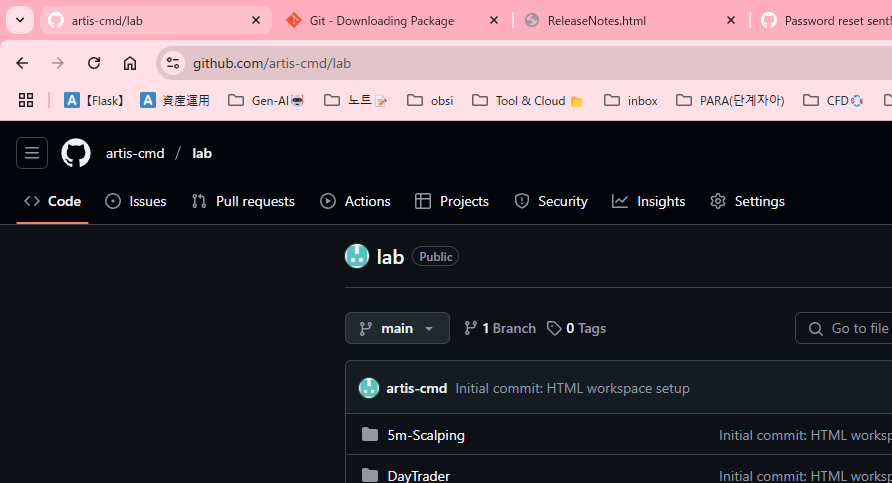 artis-cmd/lab
Git - Downloading Package
ReleaseNotes.html
Password reset sent!
github.com/artis-cmd/lab
【Flask】 資産運用 Gen-AI 노트 obsi Tool & Cloud inbox PARA(단계자아) CFD
artis-cmd / lab
Code Issues Pull requests Actions Projects Security Insights Settings
lab Public
main 1 Branch 0 Tags Go to file
artis-cmd Initial commit: HTML workspace setup
5m-Scalping Initial commit: HTML
DayTrader Initial commit: HTML